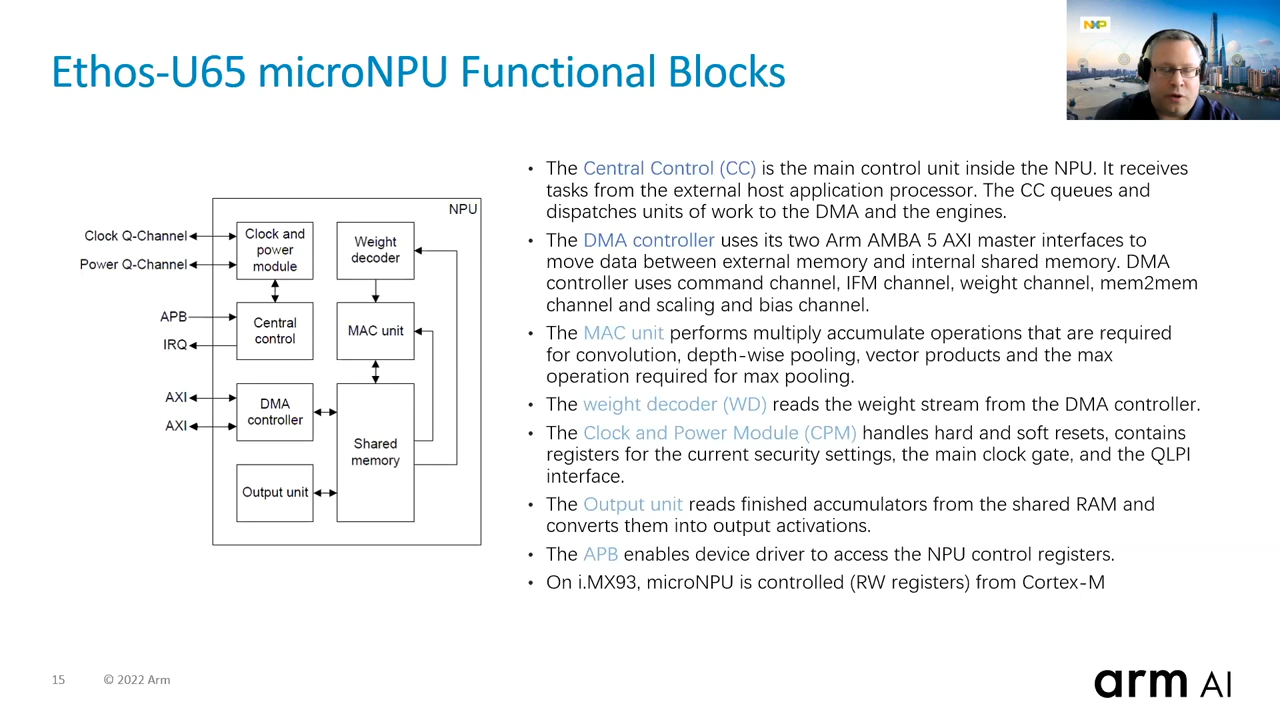 Ethos-U65 microNPU Functional Blocks
NXP
NPU
Clock Q-Channel
Power Q-Channel
Clock and
power
module
Weight
decoder
APB
IRQ
Central
control
MAC unit
AXI
AXI
DMA
controller
Shared
memory
Output unit
• The Central Control (CC) is the main control unit inside the NPU. It receives
tasks from the external host application processor. The CC queues and
dispatches units of work to the DMA and the engines.
• The DMA controller uses its two Arm AMBA 5 AXI master interfaces to
move data between external memory and internal shared memory. DMA
controller uses command channel, IFM channel, weight channel, mem2mem
channel and scaling and bias channel.
• The MAC unit performs multiply accumulate operations that are required
for convolution, depth-wise pooling, vector products and the max
operation required for max pooling.
• The weight decoder (WD) reads the weight stream from the DMA controller.
• The Clock and Power Module (CPM) handles hard and soft resets, contains
registers for the current security settings, the main clock gate, and the QLPI
interface.
• The Output unit reads finished accumulators from the shared RAM and
converts them into output activations.
• The APB enables device driver to access the NPU control registers.
• On i.MX93, microNPU is controlled (RW registers) from Cortex-M
15
© 2022 Arm
arm AI